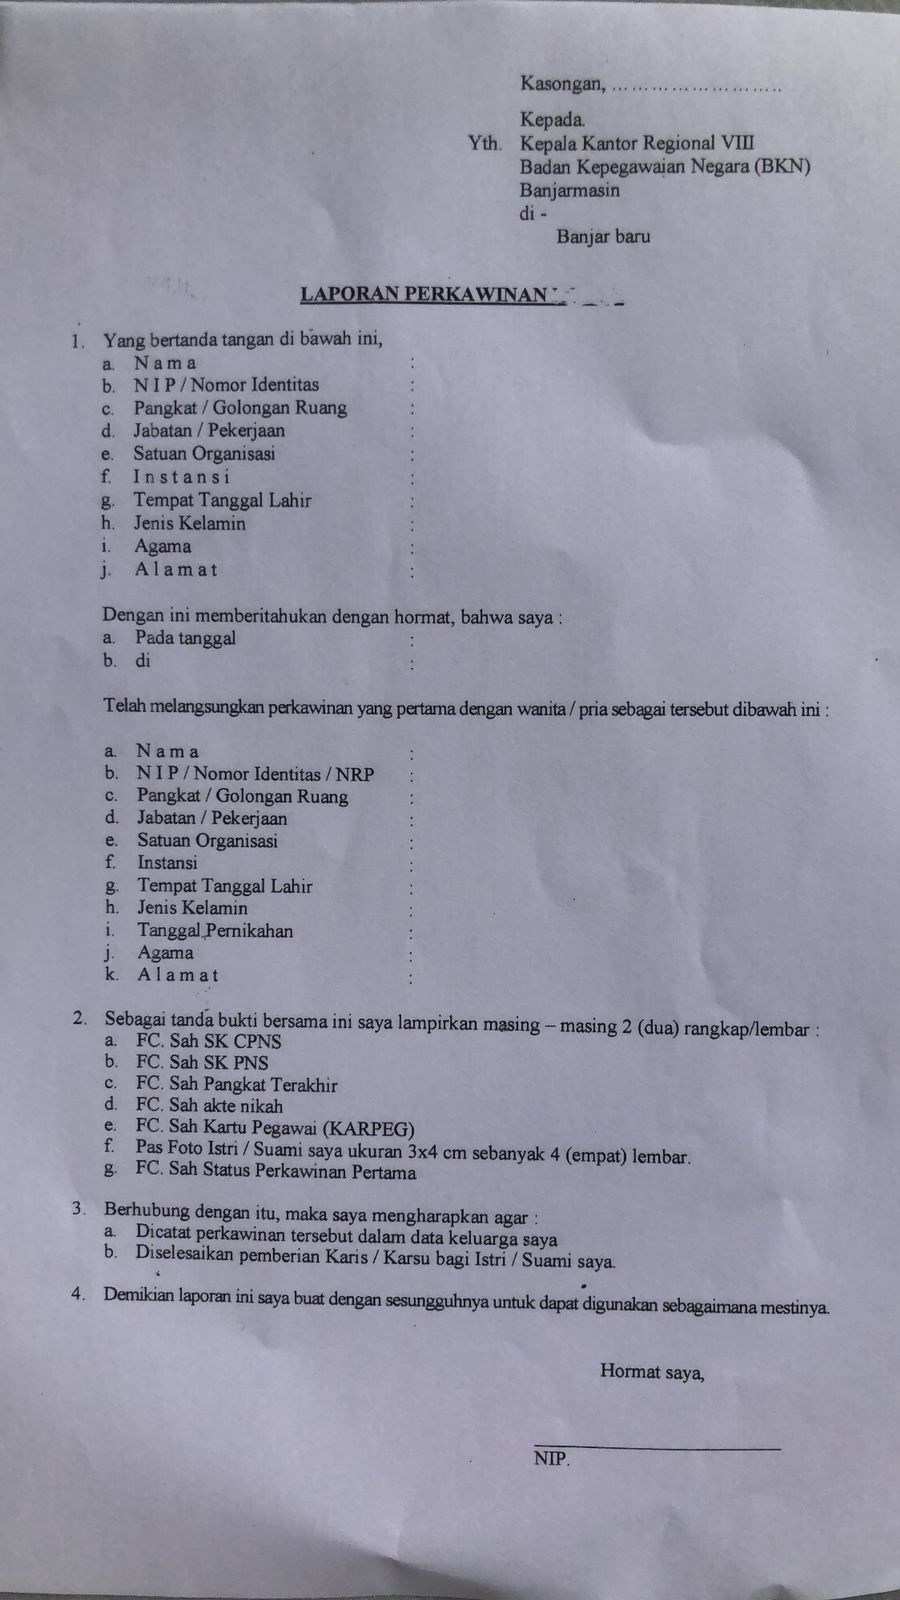 Kasongan, ............................
Kepada.
Yth. Kepala Kantor Regional VIII
Badan Kepegawaian Negara (BKN)
Banjarmasin
di -
Banjar baru
LAPORAN PERKAWINAN
1. Yang bertanda tangan di bawah ini,
a. N a m a :
b. N I P / Nomor Identitas :
c. Pangkat / Golongan Ruang :
d. Jabatan / Pekerjaan :
e. Satuan Organisasi :
f. I n s t a n s i :
g. Tempat Tanggal Lahir :
h. Jenis Kelamin :
i. Agama :
j. A l a m a t :
Dengan ini memberitahukan dengan hormat, bahwa saya :
a. Pada tanggal :
b. di :
Telah melangsungkan perkawinan yang pertama dengan wanita / pria sebagai tersebut dibawah ini :
a. N a m a :
b. N I P / Nomor Identitas / NRP :
c. Pangkat / Golongan Ruang :
d. Jabatan / Pekerjaan :
e. Satuan Organisasi :
f. Instansi :
g. Tempat Tanggal Lahir :
h. Jenis Kelamin :
i. Tanggal Pernikahan :
j. Agama :
k. A l a m a t :
2. Sebagai tanda bukti bersama ini saya lampirkan masing – masing 2 (dua) rangkap/lembar :
a. FC. Sah SK CPNS
b. FC. Sah SK PNS
c. FC. Sah Pangkat Terakhir
d. FC. Sah akte nikah
e. FC. Sah Kartu Pegawai (KARPEG)
f. Pas Foto Istri / Suami saya ukuran 3x4 cm sebanyak 4 (empat) lembar.
g. FC. Sah Status Perkawinan Pertama
3. Berhubung dengan itu, maka saya mengharapkan agar :
a. Dicatat perkawinan tersebut dalam data keluarga saya
b. Diselesaikan pemberian Karis / Karsu bagi Istri / Suami saya.
4. Demikian laporan ini saya buat dengan sesungguhnya untuk dapat digunakan sebagaimana mestinya.
Hormat saya,
NIP.